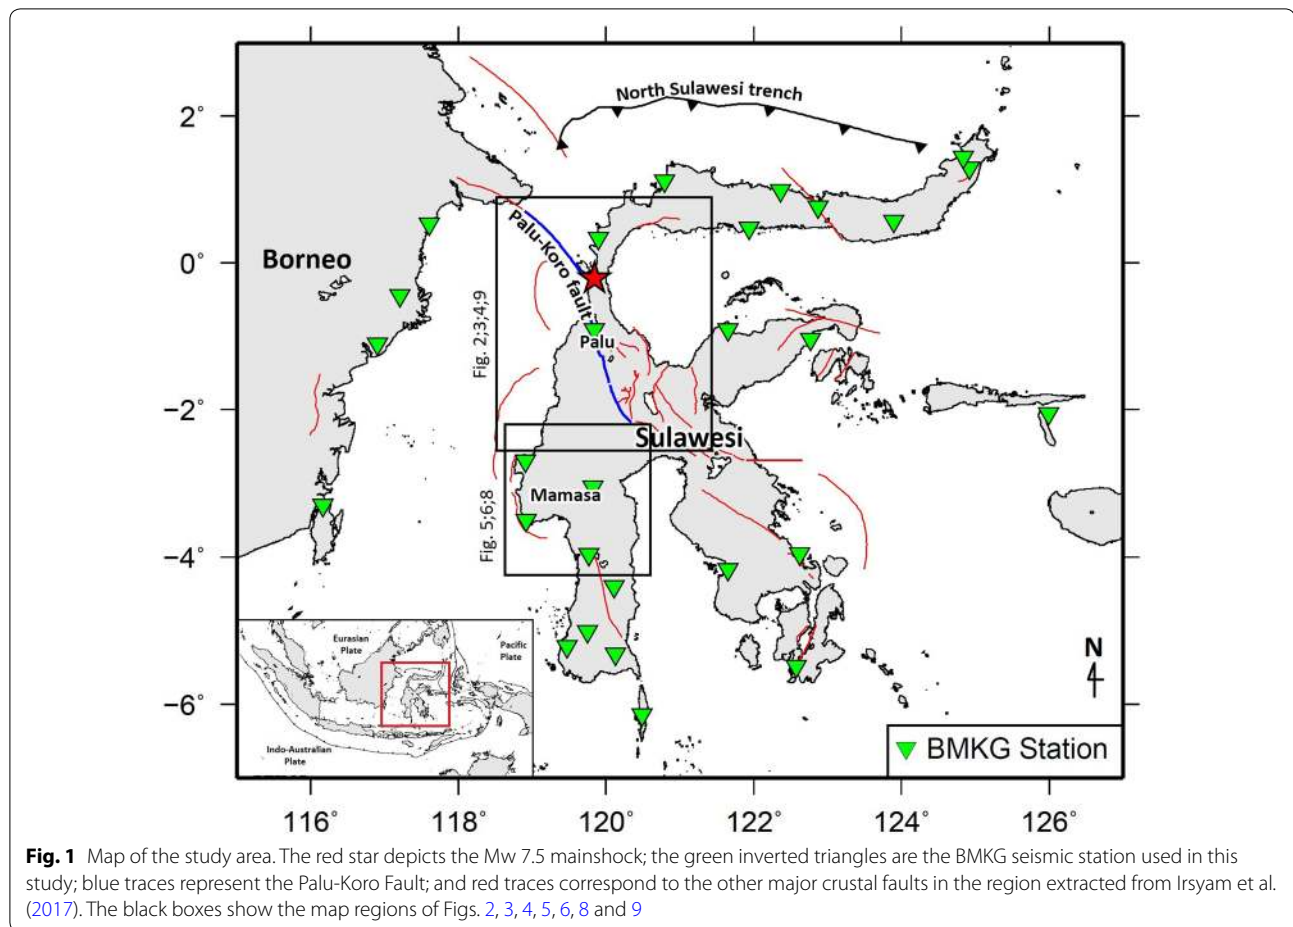 North Sulawesi trench
2°
Palu-Koro fault
Borneo
0°
Fig. 2;3;4;9
Palu
−2°
Sulawesi
Mamasa
Fig. 5;6;8
−4°
Eurasian
Plate
Pacific
Plate
N
−6°
Indo-Australian
Plate
BMKG Station
116° 118° 120° 122° 124° 126°
Fig. 1 Map of the study area. The red star depicts the Mw 7.5 mainshock; the green inverted triangles are the BMKG seismic station used in this
study; blue traces represent the Palu-Koro Fault; and red traces correspond to the other major crustal faults in the region extracted from Irsyam et al.
(2017). The black boxes show the map regions of Figs. 2, 3, 4, 5, 6, 8 and 9